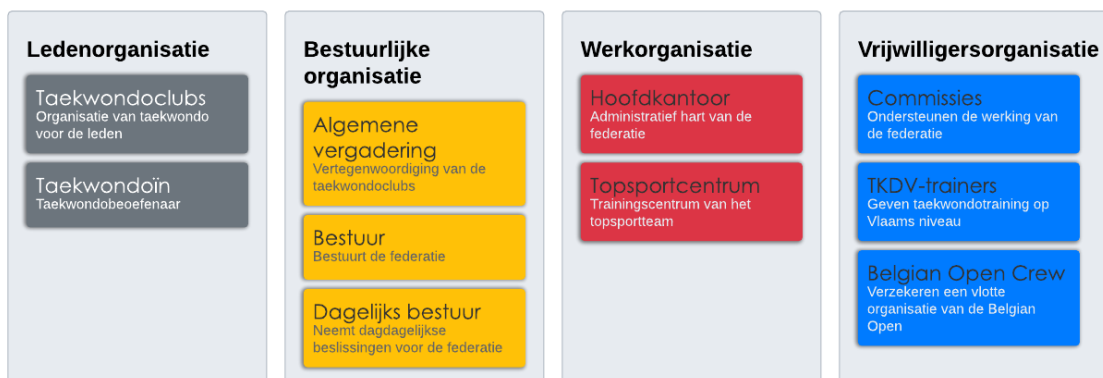 Ledenorganisatie
Taekwondoclubs
Organisatie van taekwondo
voor de leden
Taekwondoïn
Taekwondobeoefenaar
Bestuurlijke
organisatie
Algemene
vergadering
Vertegenwoordiging van de
taekwondoclubs
Bestuur
Bestuurt de federatie
Dagelijks bestuur
Neemt dagdagelijkse
beslissingen voor de federatie
Werkorganisatie
Hoofdkantoor
Administratief hart van de
federatie
Topsportcentrum
Trainingscentrum van het
topsportteam
Vrijwilligersorganisatie
Commissies
Ondersteunen de werking van
de federatie
TKDV-trainers
Geven taekwondotraining op
Vlaams niveau
Belgian Open Crew
Verzekeren een vlotte
organisatie van de Belgian
Open